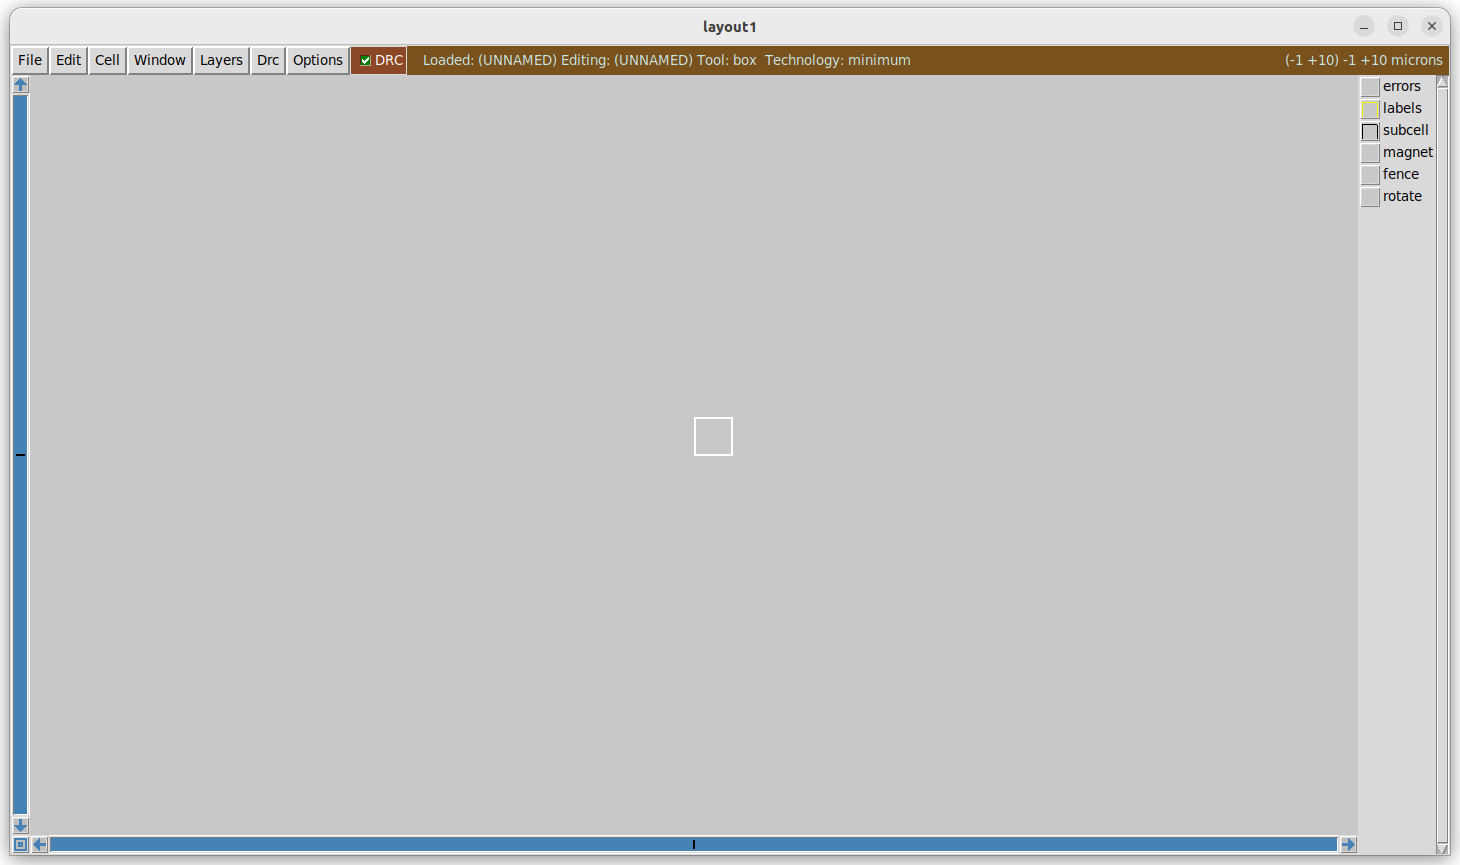 layout1
File Edit Cell Window Layers Drc Options DRC Loaded: (UNNAMED) Editing: (UNNAMED) Tool: box Technology: minimum (-1 +10) -1 +10 microns
errors
labels
subcell
magnet
fence
rotate